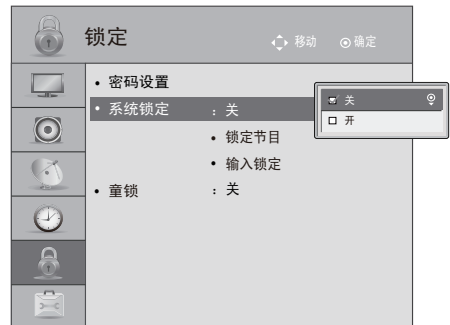 锁定
移动 确定
• 密码设置
• 系统锁定 : 关
• 锁定节目
• 输入锁定
• 童锁 : 关
关
开